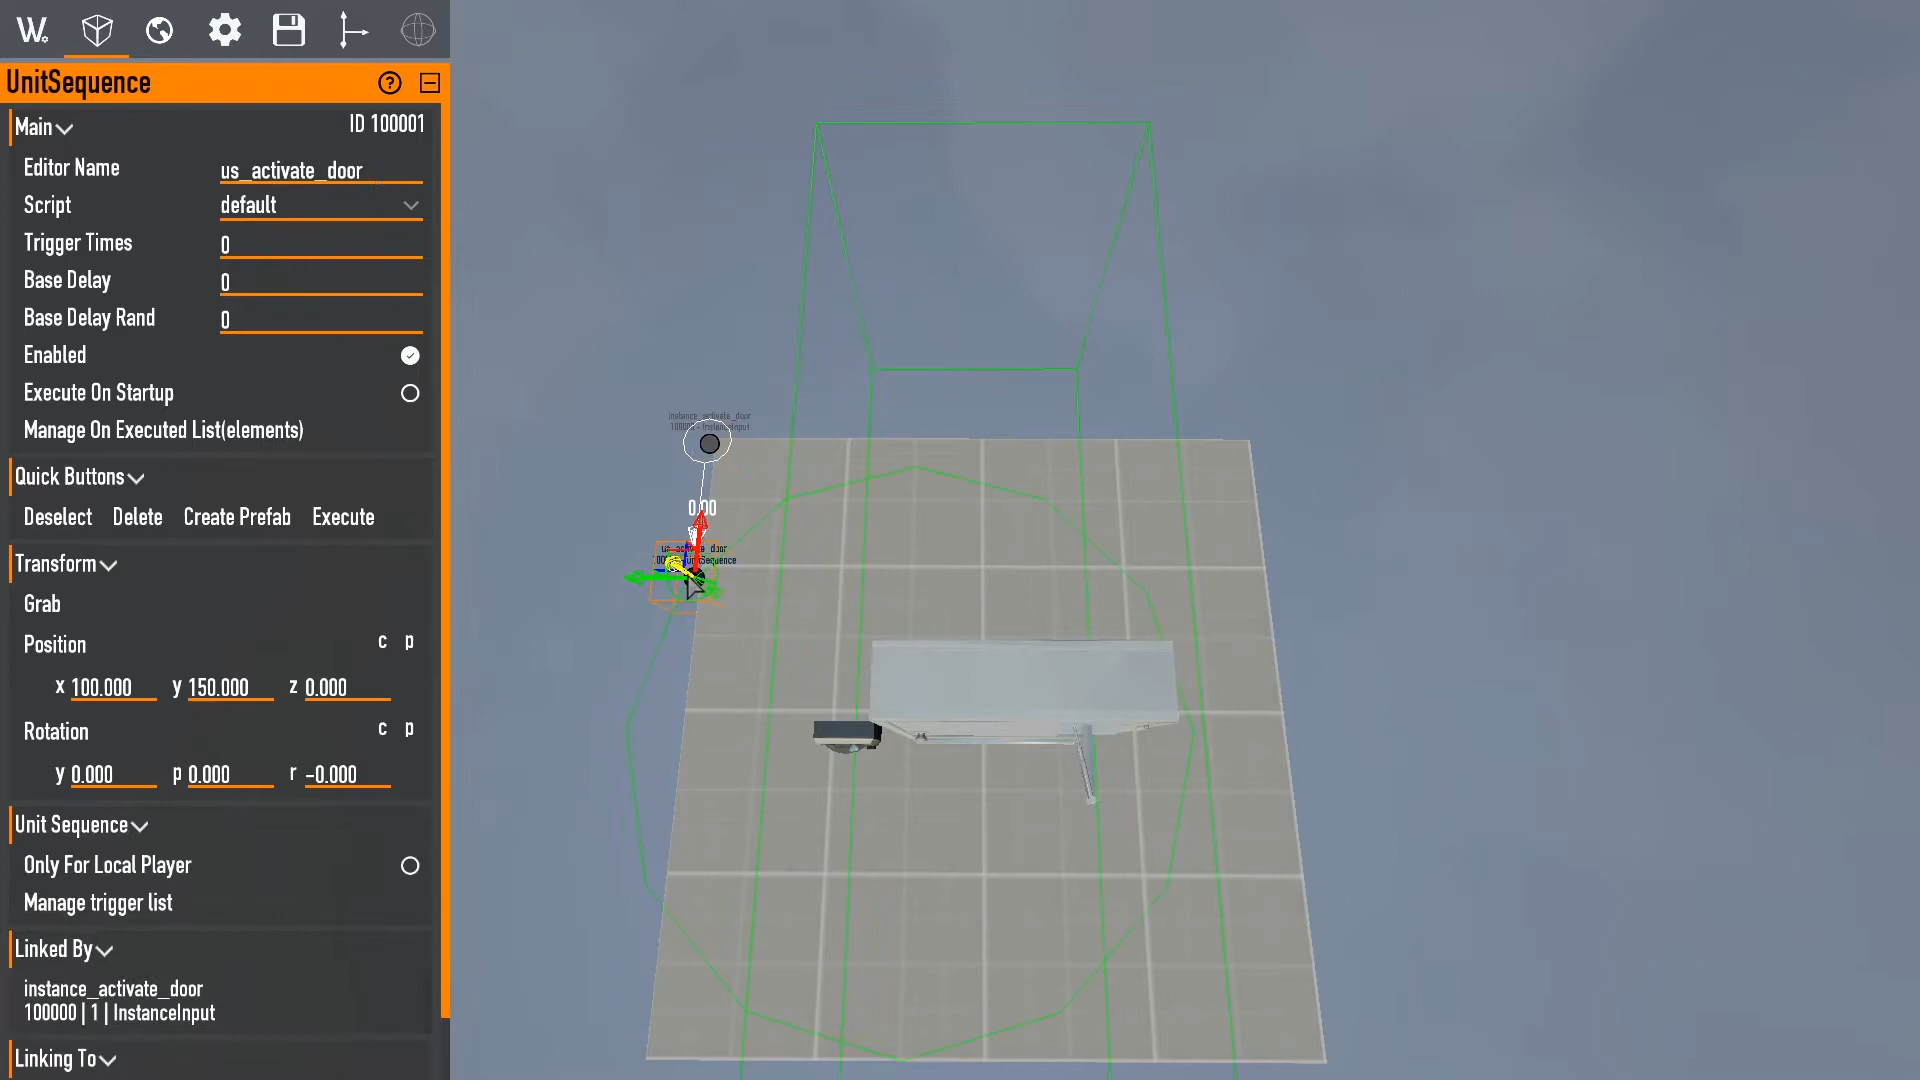 W.
UnitSequence
Main
ID 100001
Editor Name us_activate_door
Script default
Trigger Times 0
Base Delay 0
Base Delay Rand 0
Enabled
Execute On Startup
Manage On Executed List(elements)
Quick Buttons
Deselect Delete Create Prefab Execute
Transform
Grab
Position c p
x 100.000 y 150.000 z 0.000
Rotation c p
y 0.000 p 0.000 r -0.000
Unit Sequence
Only For Local Player
Manage trigger list
Linked By
instance_activate_door
100000 | 1 | InstanceInput
Linking To
instance_activate_door
100000 - InstanceInput
0.00